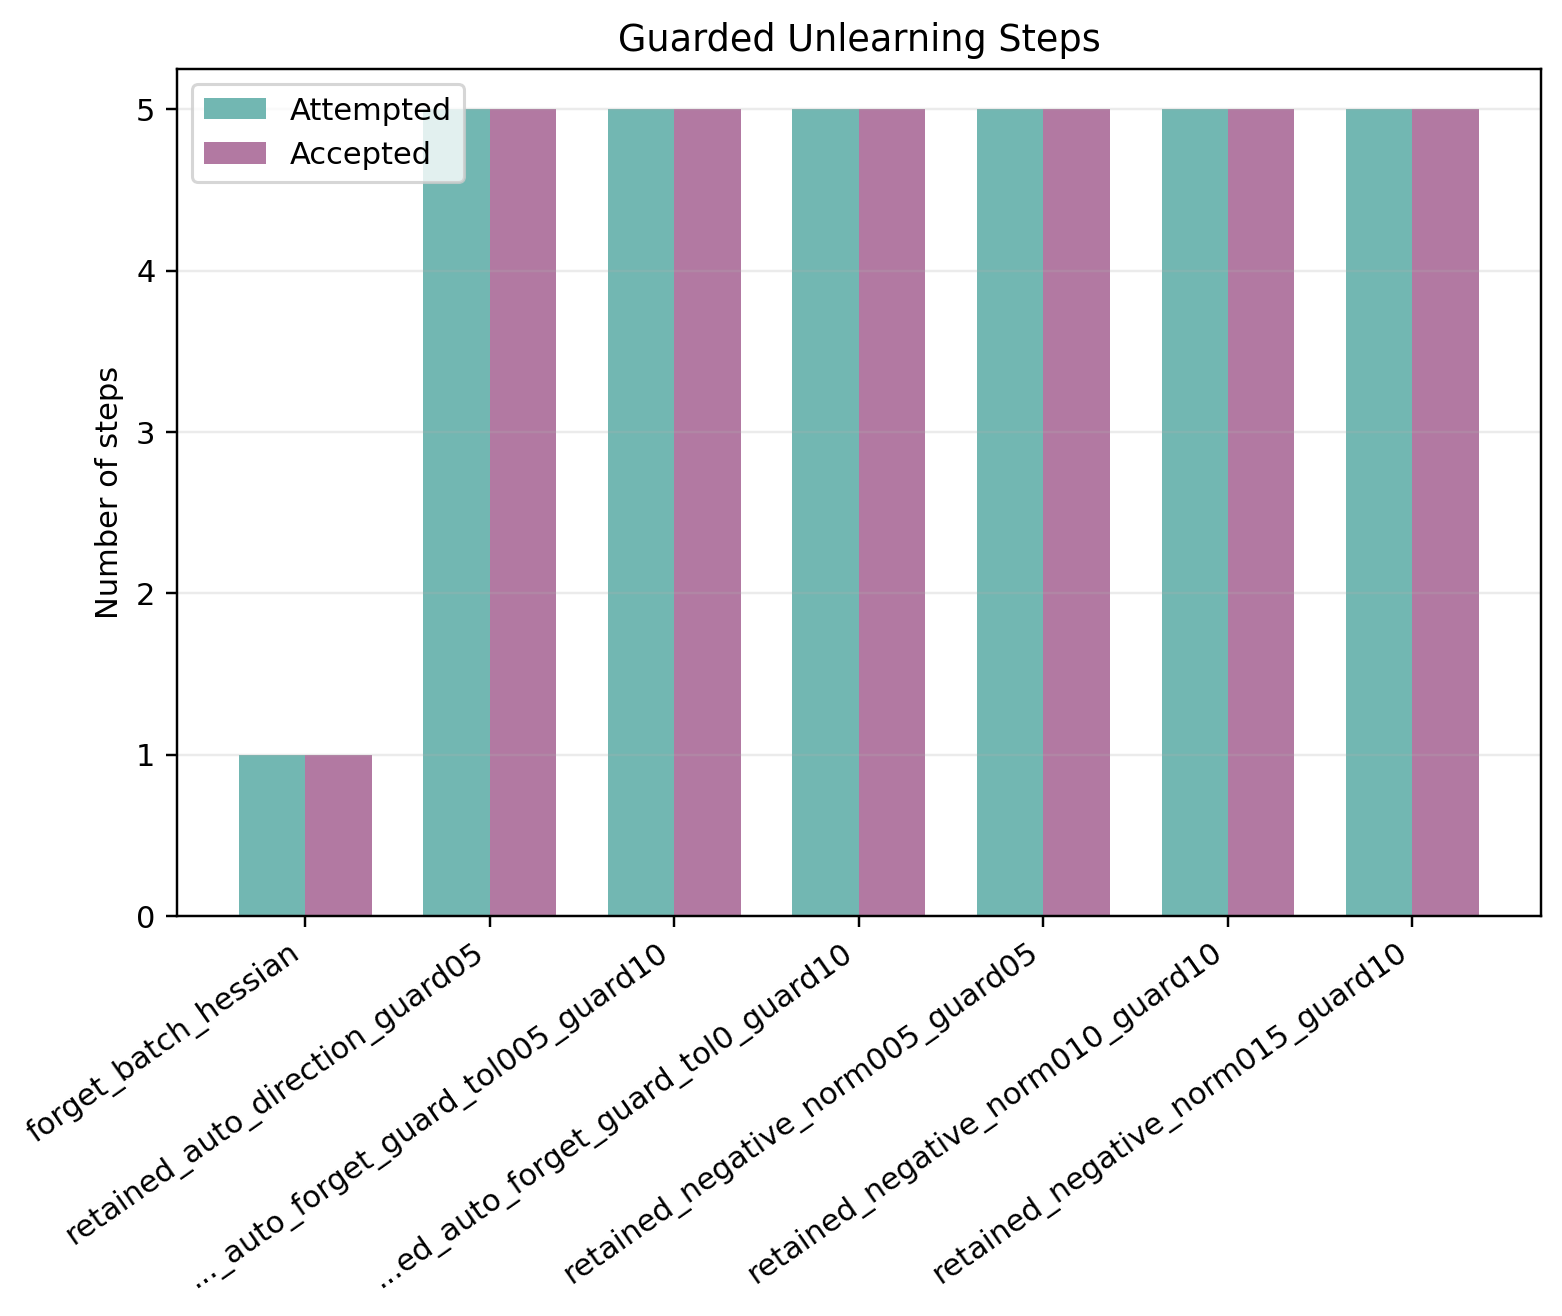 Guarded Unlearning Steps
Attempted
Accepted
Number of steps
5
4
3
2
1
0
forget_batch_hessian
retained_auto_direction_guard05
..._auto_forget_guard_tol005_guard10
...ed_auto_forget_guard_tol0_guard10
retained_negative_norm005_guard05
retained_negative_norm010_guard10
retained_negative_norm015_guard10